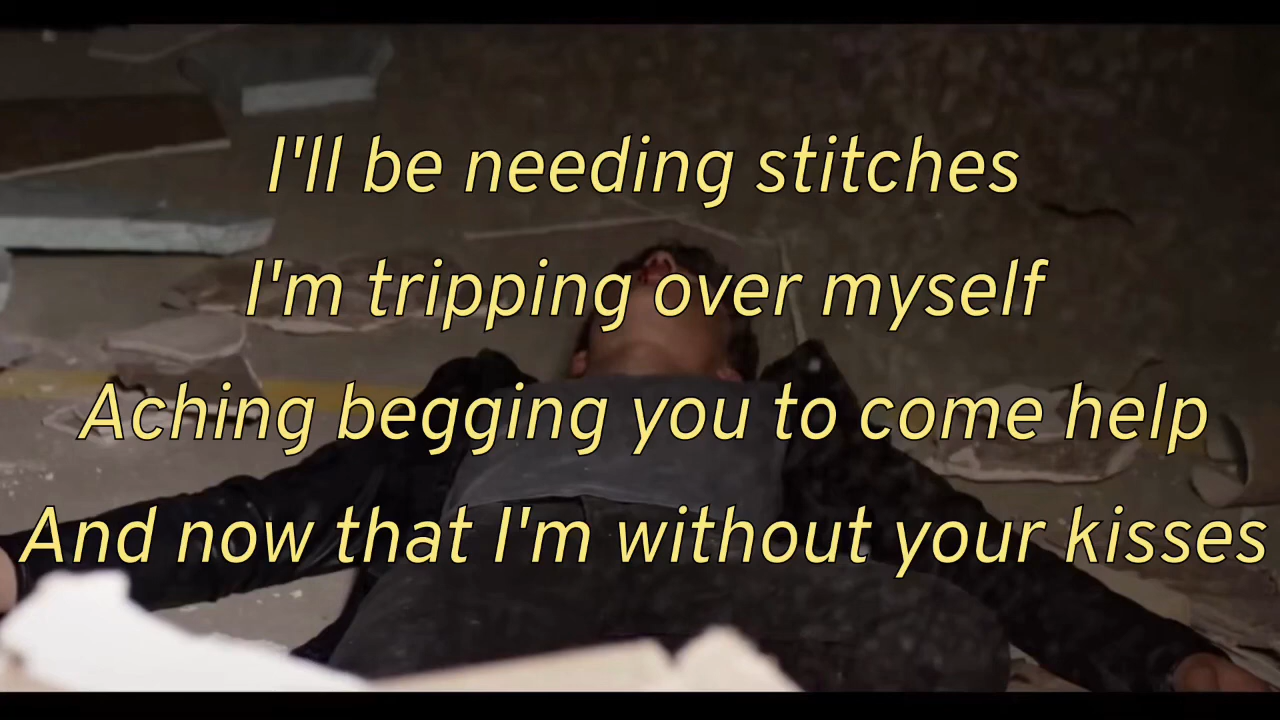 I'll be needing stitches
I'm tripping over myself
Aching begging you to come help
And now that I'm without your kisses